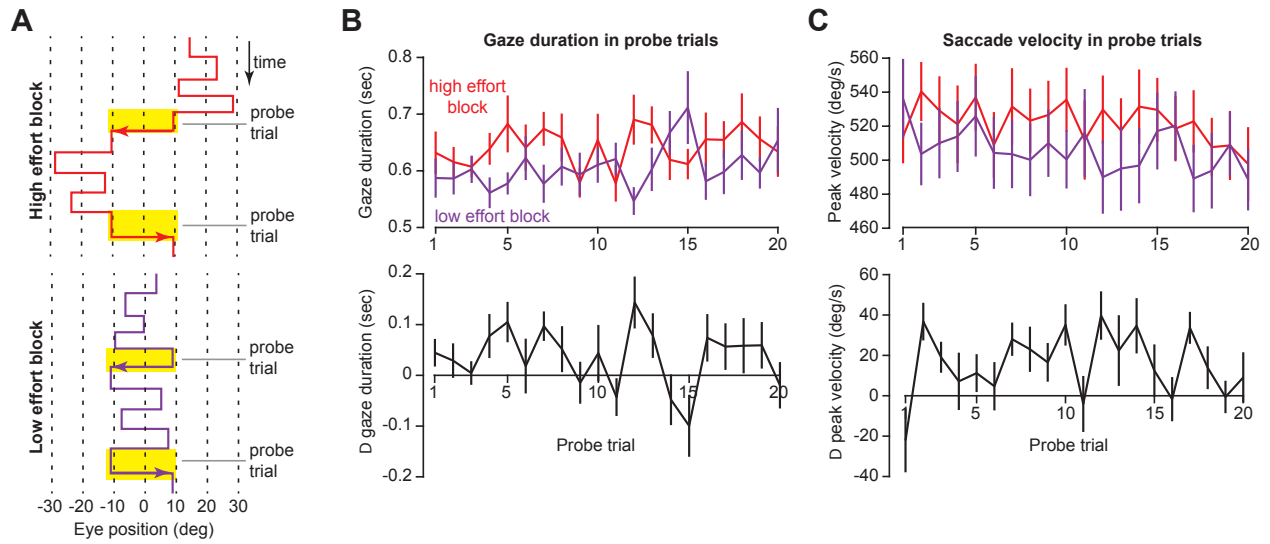 A
High effort block
time
probe
trial
probe
trial
Low effort block
probe
trial
probe
trial
-30 -20 -10 0 10 20 30
Eye position (deg)
B
Gaze duration in probe trials
Gaze duration (sec)
0.8
0.7
0.6
0.5
high effort
block
low effort block
1 5 10 15 20
D gaze duration (sec)
0.2
0.1
0
-0.1
-0.2
1 5 10 15 20
Probe trial
C
Saccade velocity in probe trials
Peak velocity (deg/s)
560
540
520
500
480
460
1 5 10 15 20
D peak velocity (deg/s)
60
40
20
0
-20
-40
1 5 10 15 20
Probe trial